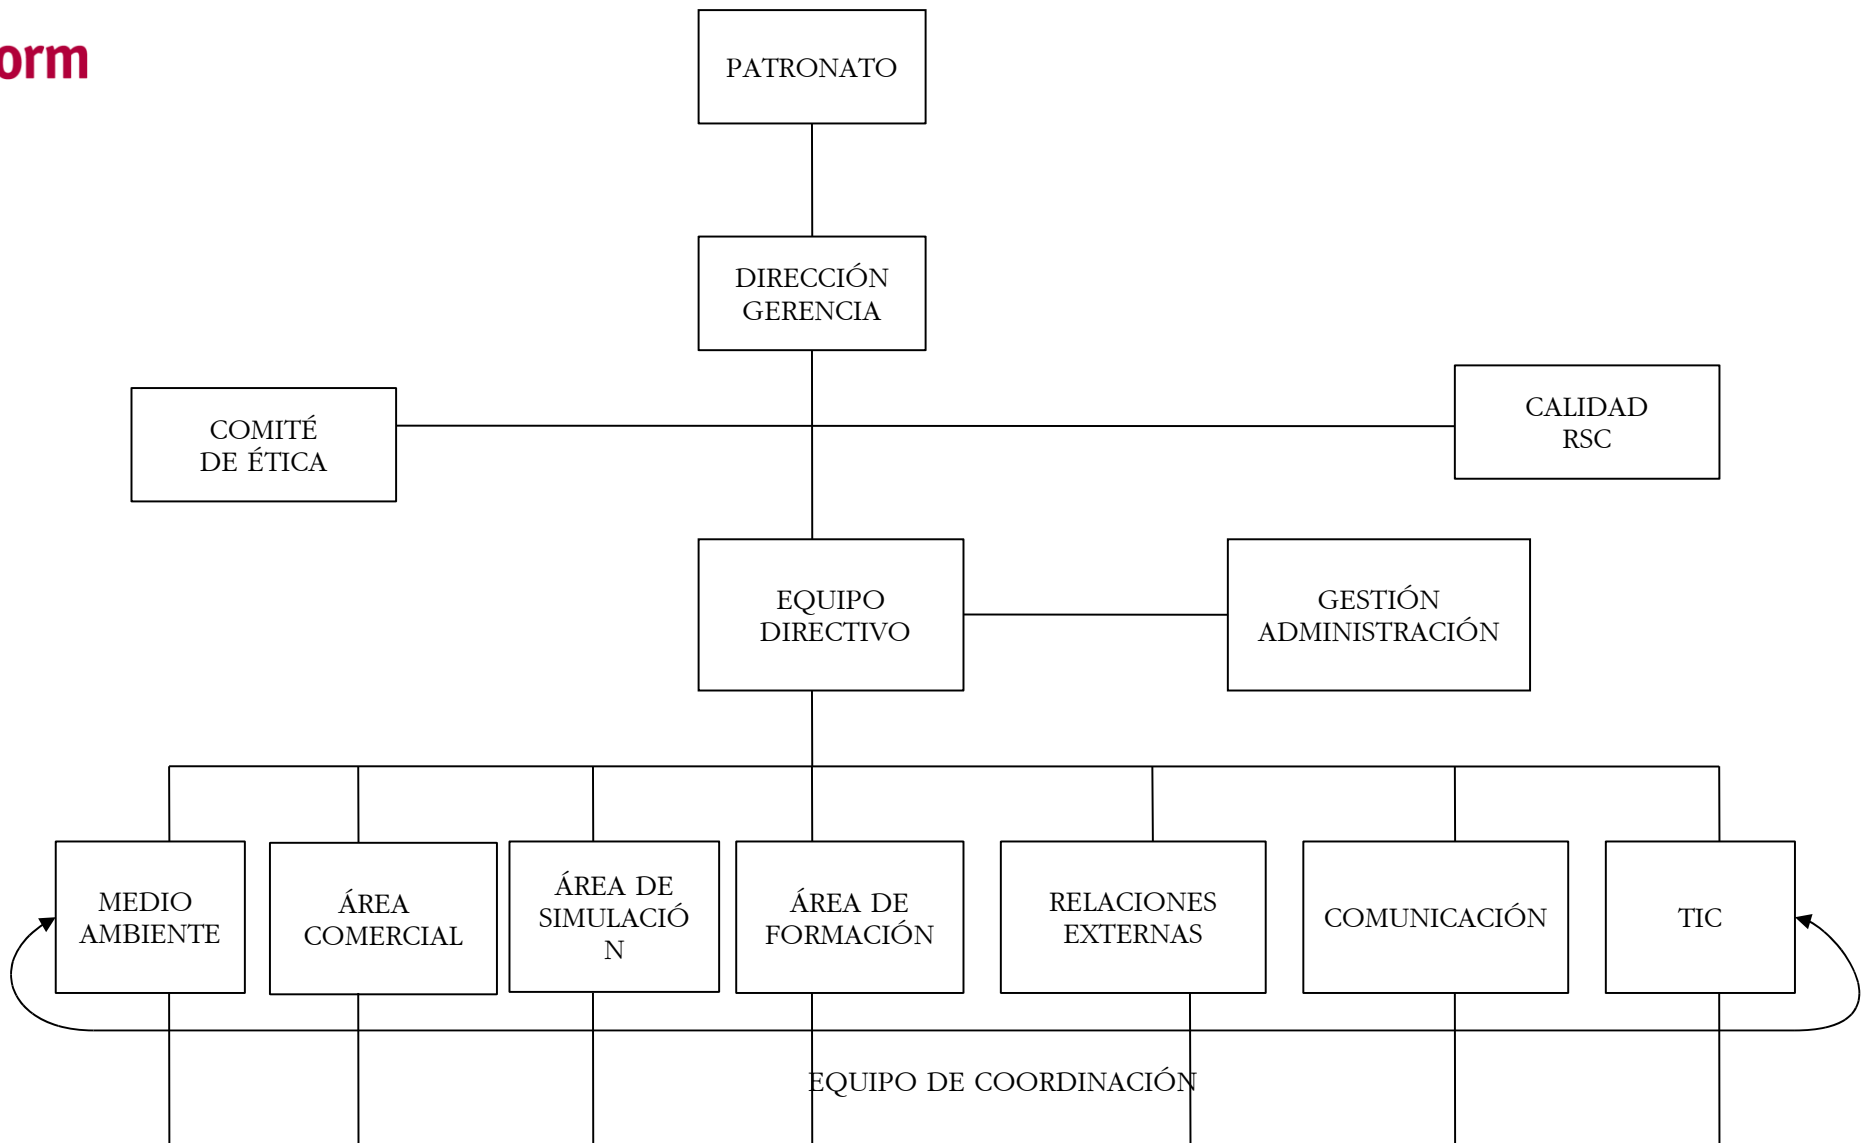 orm
PATRONATO
DIRECCIÓN
GERENCIA
COMITÉ
DE ÉTICA
CALIDAD
RSC
EQUIPO
DIRECTIVO
GESTIÓN
ADMINISTRACIÓN
MEDIO
AMBIENTE
ÁREA
COMERCIAL
ÁREA DE
SIMULACIÓ
N
ÁREA DE
FORMACIÓN
RELACIONES
EXTERNAS
COMUNICACIÓN
TIC
EQUIPO DE COORDINACIÓN